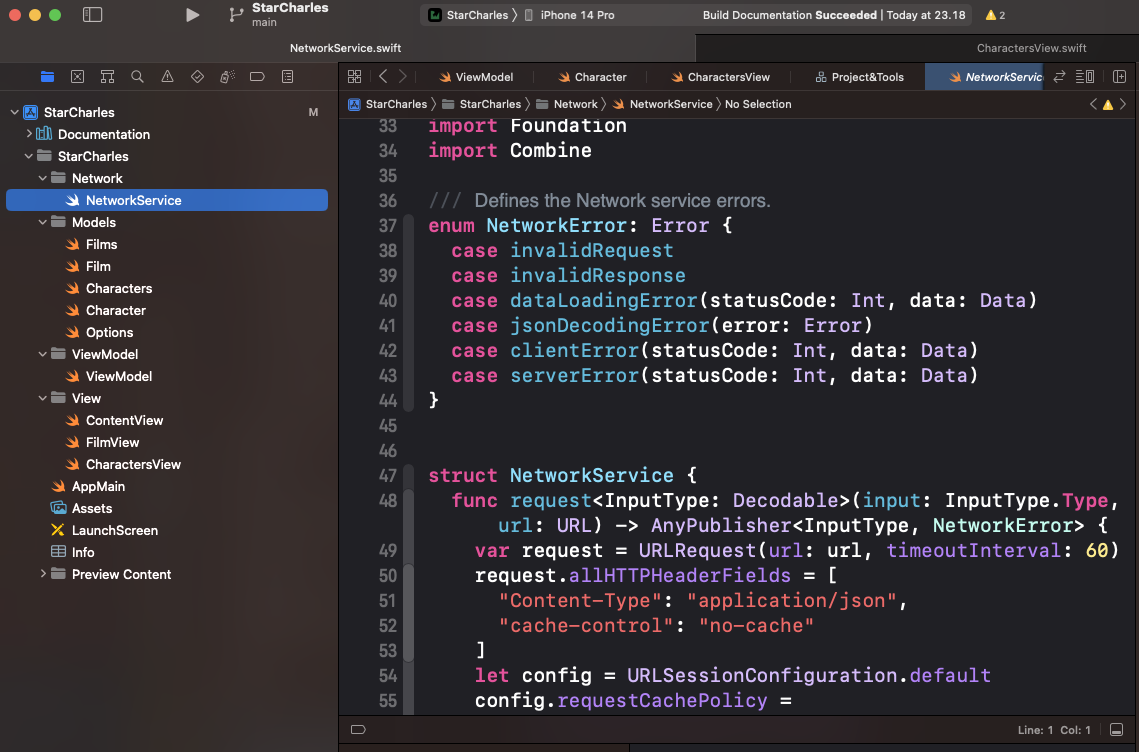 StarCharles
main
StarCharles
iPhone 14 Pro
Build Documentation Succeeded | Today at 23.18
2
NetworkService.swift
CharactersView.swift
ViewModel
Character
CharactersView
Project&Tools
NetworkServic
StarCharles
M
Documentation
StarCharles
Network
NetworkService
Models
Films
Film
Characters
Character
Options
ViewModel
ViewModel
View
ContentView
FilmView
CharactersView
AppMain
Assets
LaunchScreen
Info
Preview Content
StarCharles
StarCharles
Network
NetworkService
No Selection
33 import Foundation
34 import Combine
35
36 /// Defines the Network service errors.
37 enum NetworkError: Error {
38 case invalidRequest
39 case invalidResponse
40 case dataLoadingError(statusCode: Int, data: Data)
41 case jsonDecodingError(error: Error)
42 case clientError(statusCode: Int, data: Data)
43 case serverError(statusCode: Int, data: Data)
44 }
45
46
47 struct NetworkService {
48 func request<InputType: Decodable>(input: InputType.Type,
url: URL) -> AnyPublisher<InputType, NetworkError> {
49 var request = URLRequest(url: url, timeoutInterval: 60)
50 request.allHTTPHeaderFields = [
51 "Content-Type": "application/json",
52 "cache-control": "no-cache"
53 ]
54 let config = URLSessionConfiguration.default
55 config.requestCachePolicy =
Line: 1 Col: 1